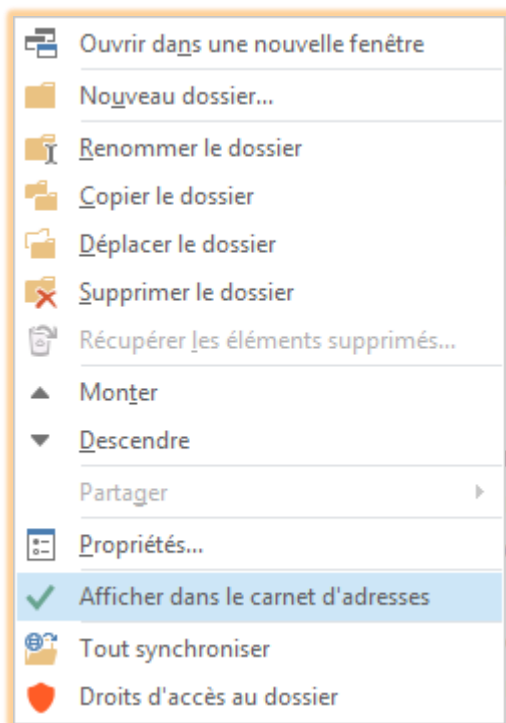 Ouvrir dans une nouvelle fenêtre
Nouveau dossier...
Renommer le dossier
Copier le dossier
Déplacer le dossier
Supprimer le dossier
Récupérer les éléments supprimés...
Monter
Descendre
Partager
Propriétés...
Afficher dans le carnet d'adresses
Tout synchroniser
Droits d'accès au dossier